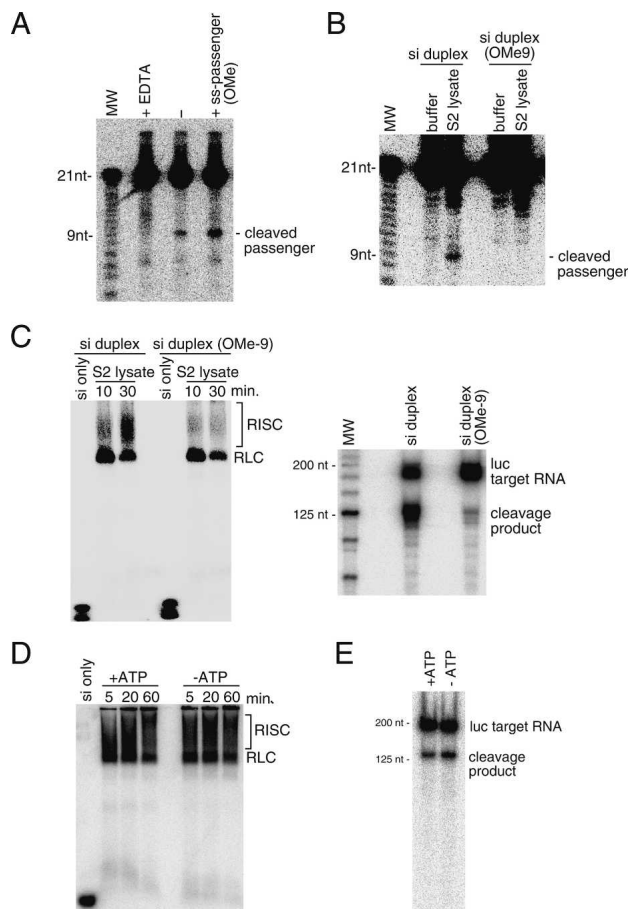 A
MW
+ EDTA
–
+ ss-passenger
(OMe)
21nt-
9nt-
- cleaved
passenger
B
si duplex
si duplex
(OMe9)
MW
buffer
S2 lysate
buffer
S2 lysate
21nt-
9nt-
- cleaved
passenger
C
si duplex
si duplex (OMe-9)
si only
S2 lysate
si only
S2 lysate
10 30
10 30 min.
RISC
RLC
MW
si duplex
si duplex
(OMe-9)
200 nt -
luc
target RNA
125 nt -
cleavage
product
D
si only
+ATP
-ATP
5 20 60
5 20 60 min.
RISC
RLC
E
+ATP
- ATP
200 nt -
luc target RNA
125 nt -
cleavage
product